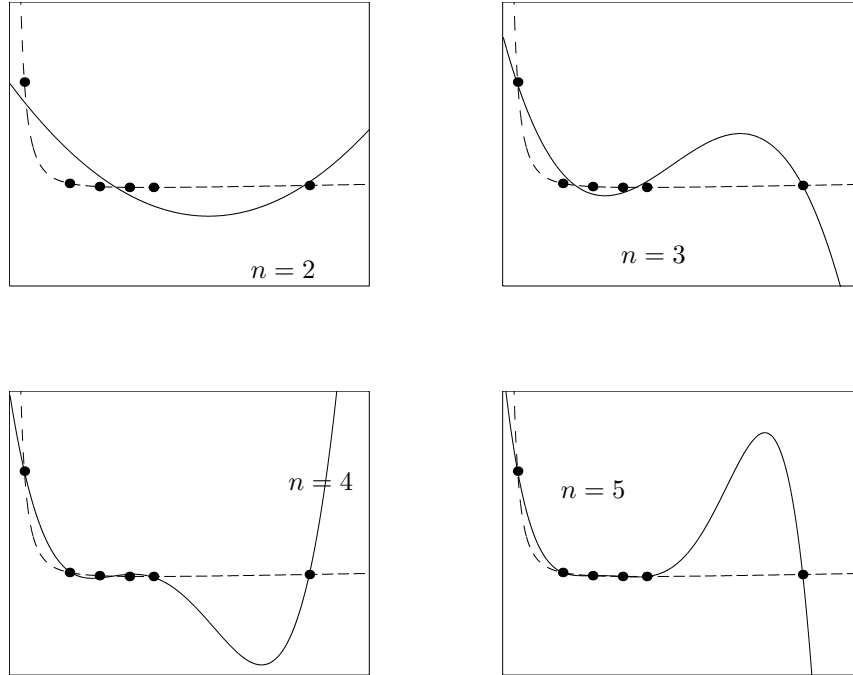 n = 2
n = 3
n = 4
n = 5